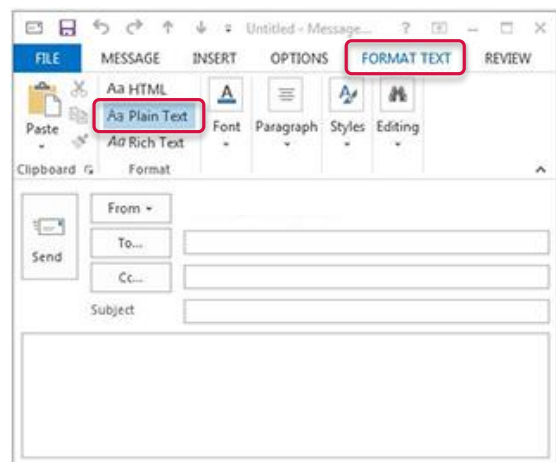 Untitled - Message...
FILE MESSAGE INSERT OPTIONS FORMAT TEXT REVIEW
Paste
Aa HTML
Aa Plain Text
Aa Rich Text
Font Paragraph Styles Editing
Clipboard Format
Send
From
To...
Cc...
Subject